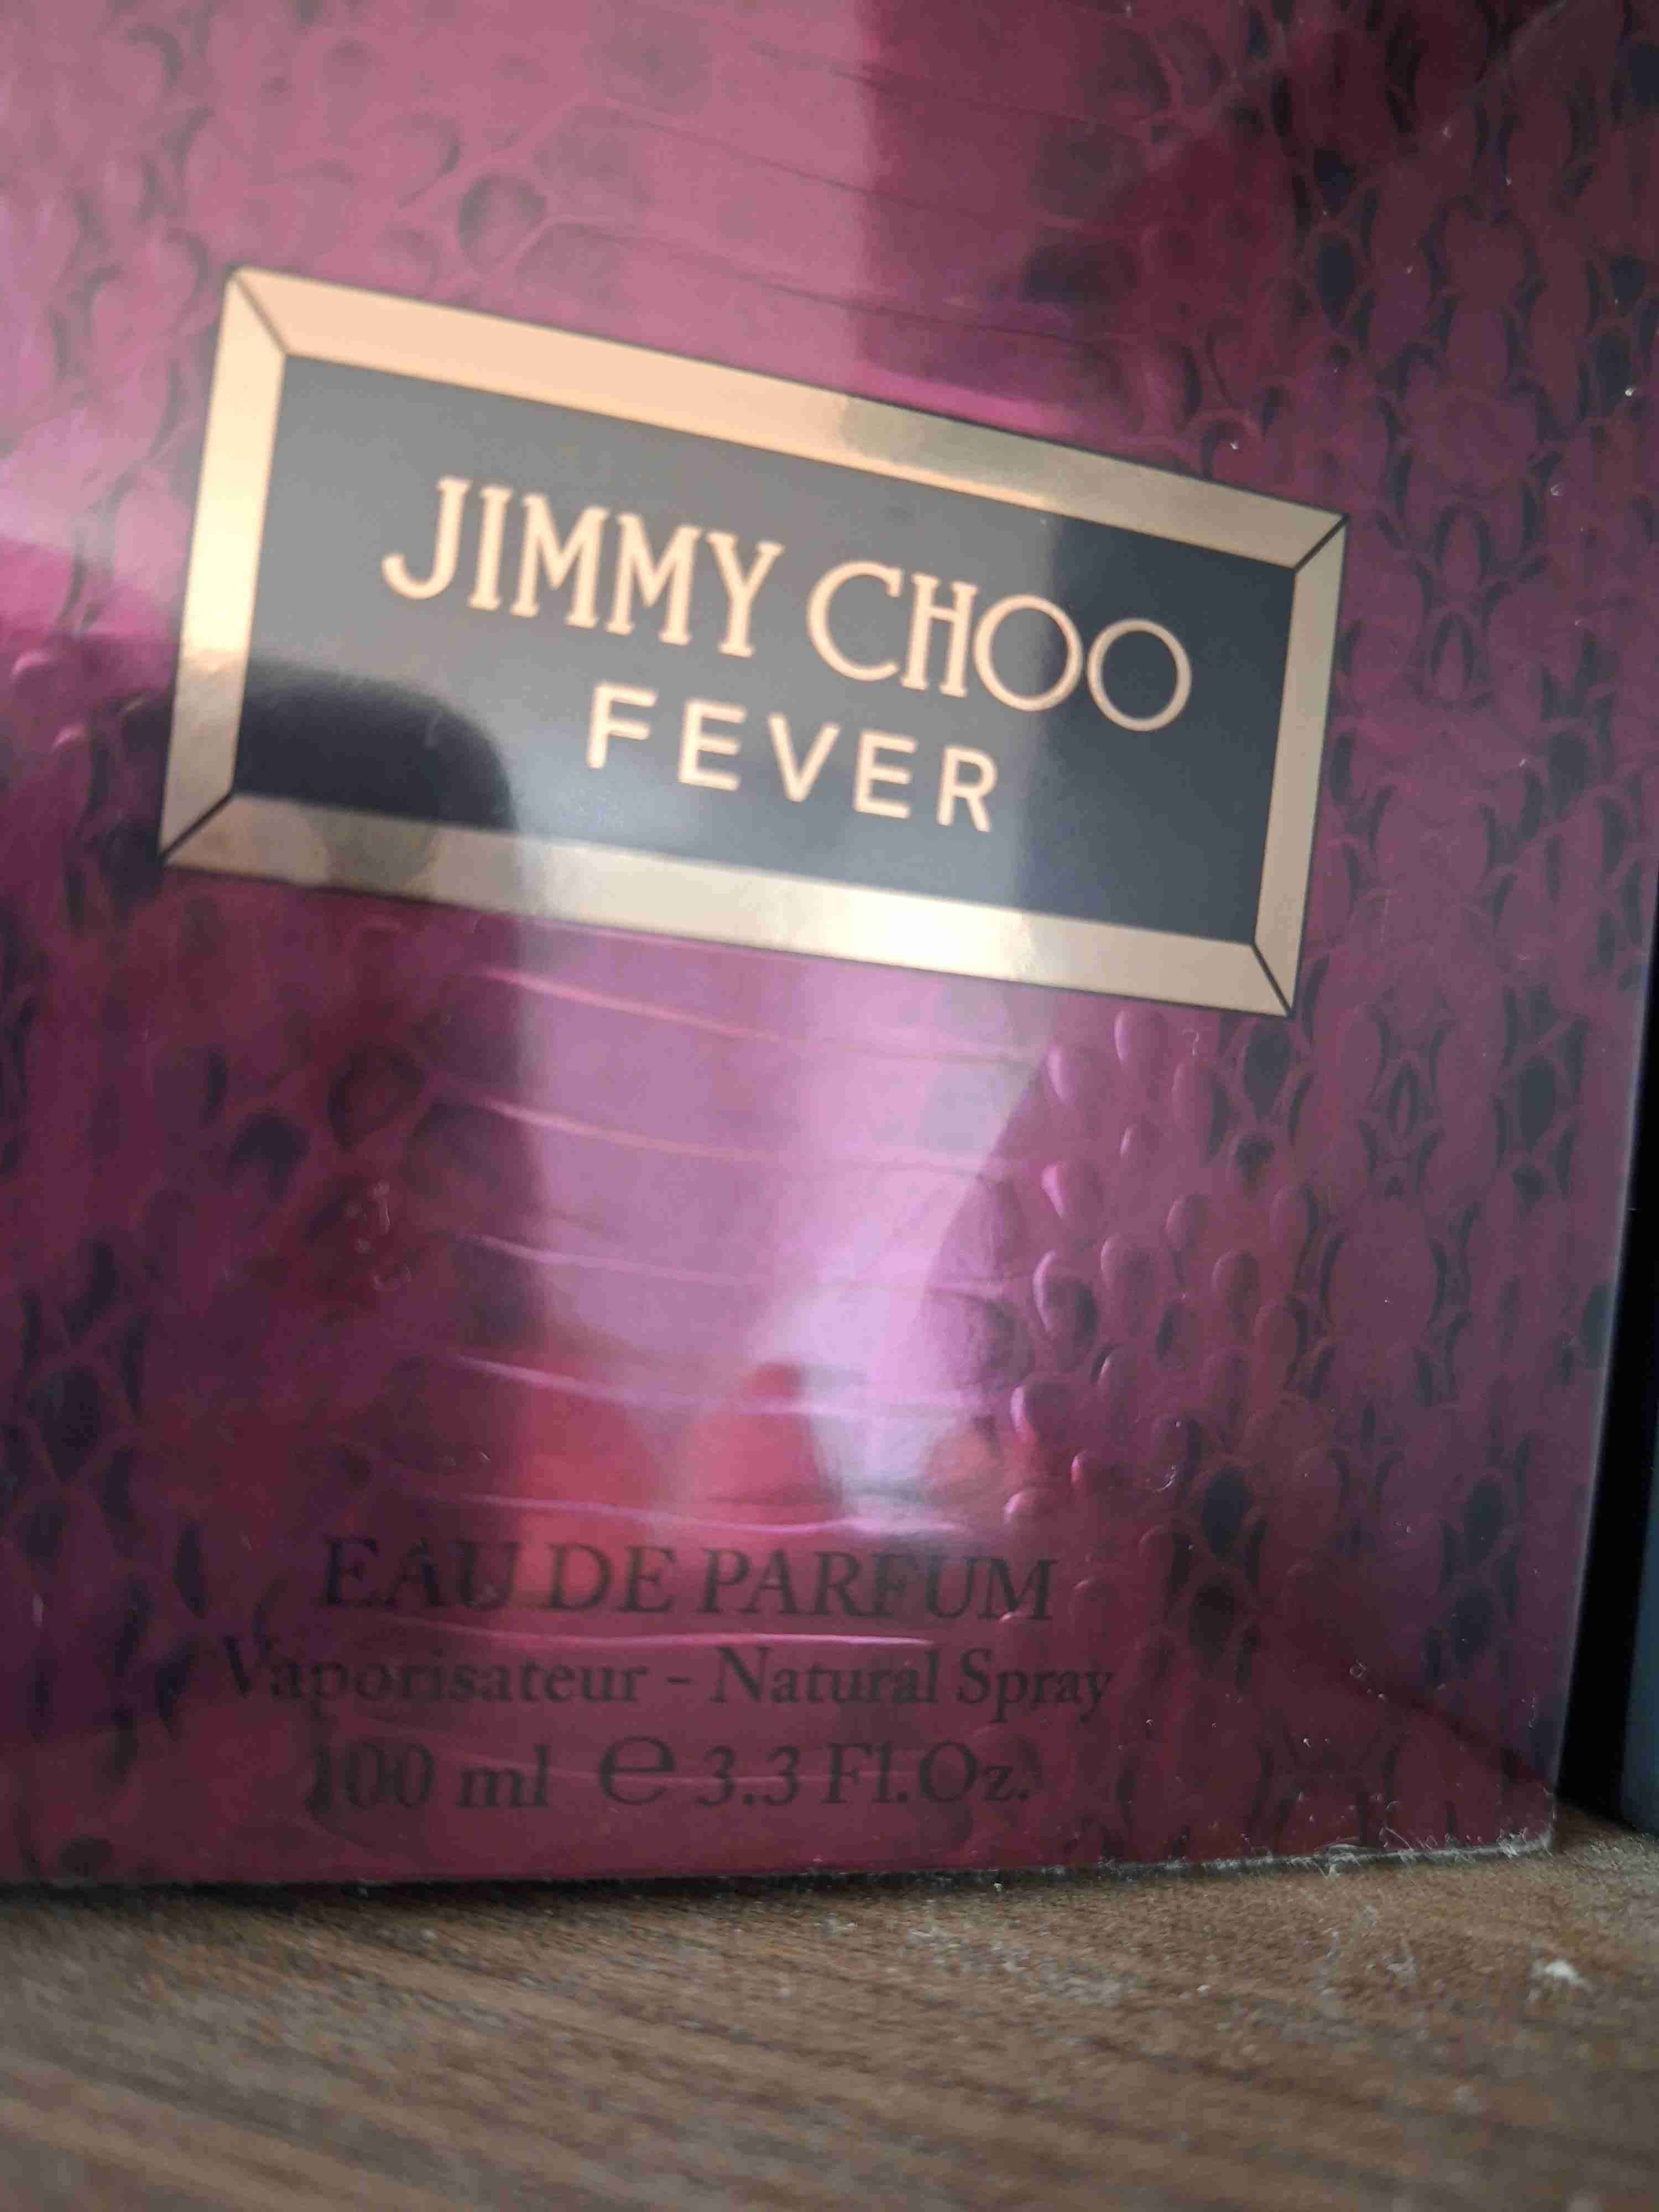 JIMMY CHOO
FEVER
EAU DE PARFUM
Vaporisateur - Natural Spray
100 ml e 3.3 Fl.Oz.